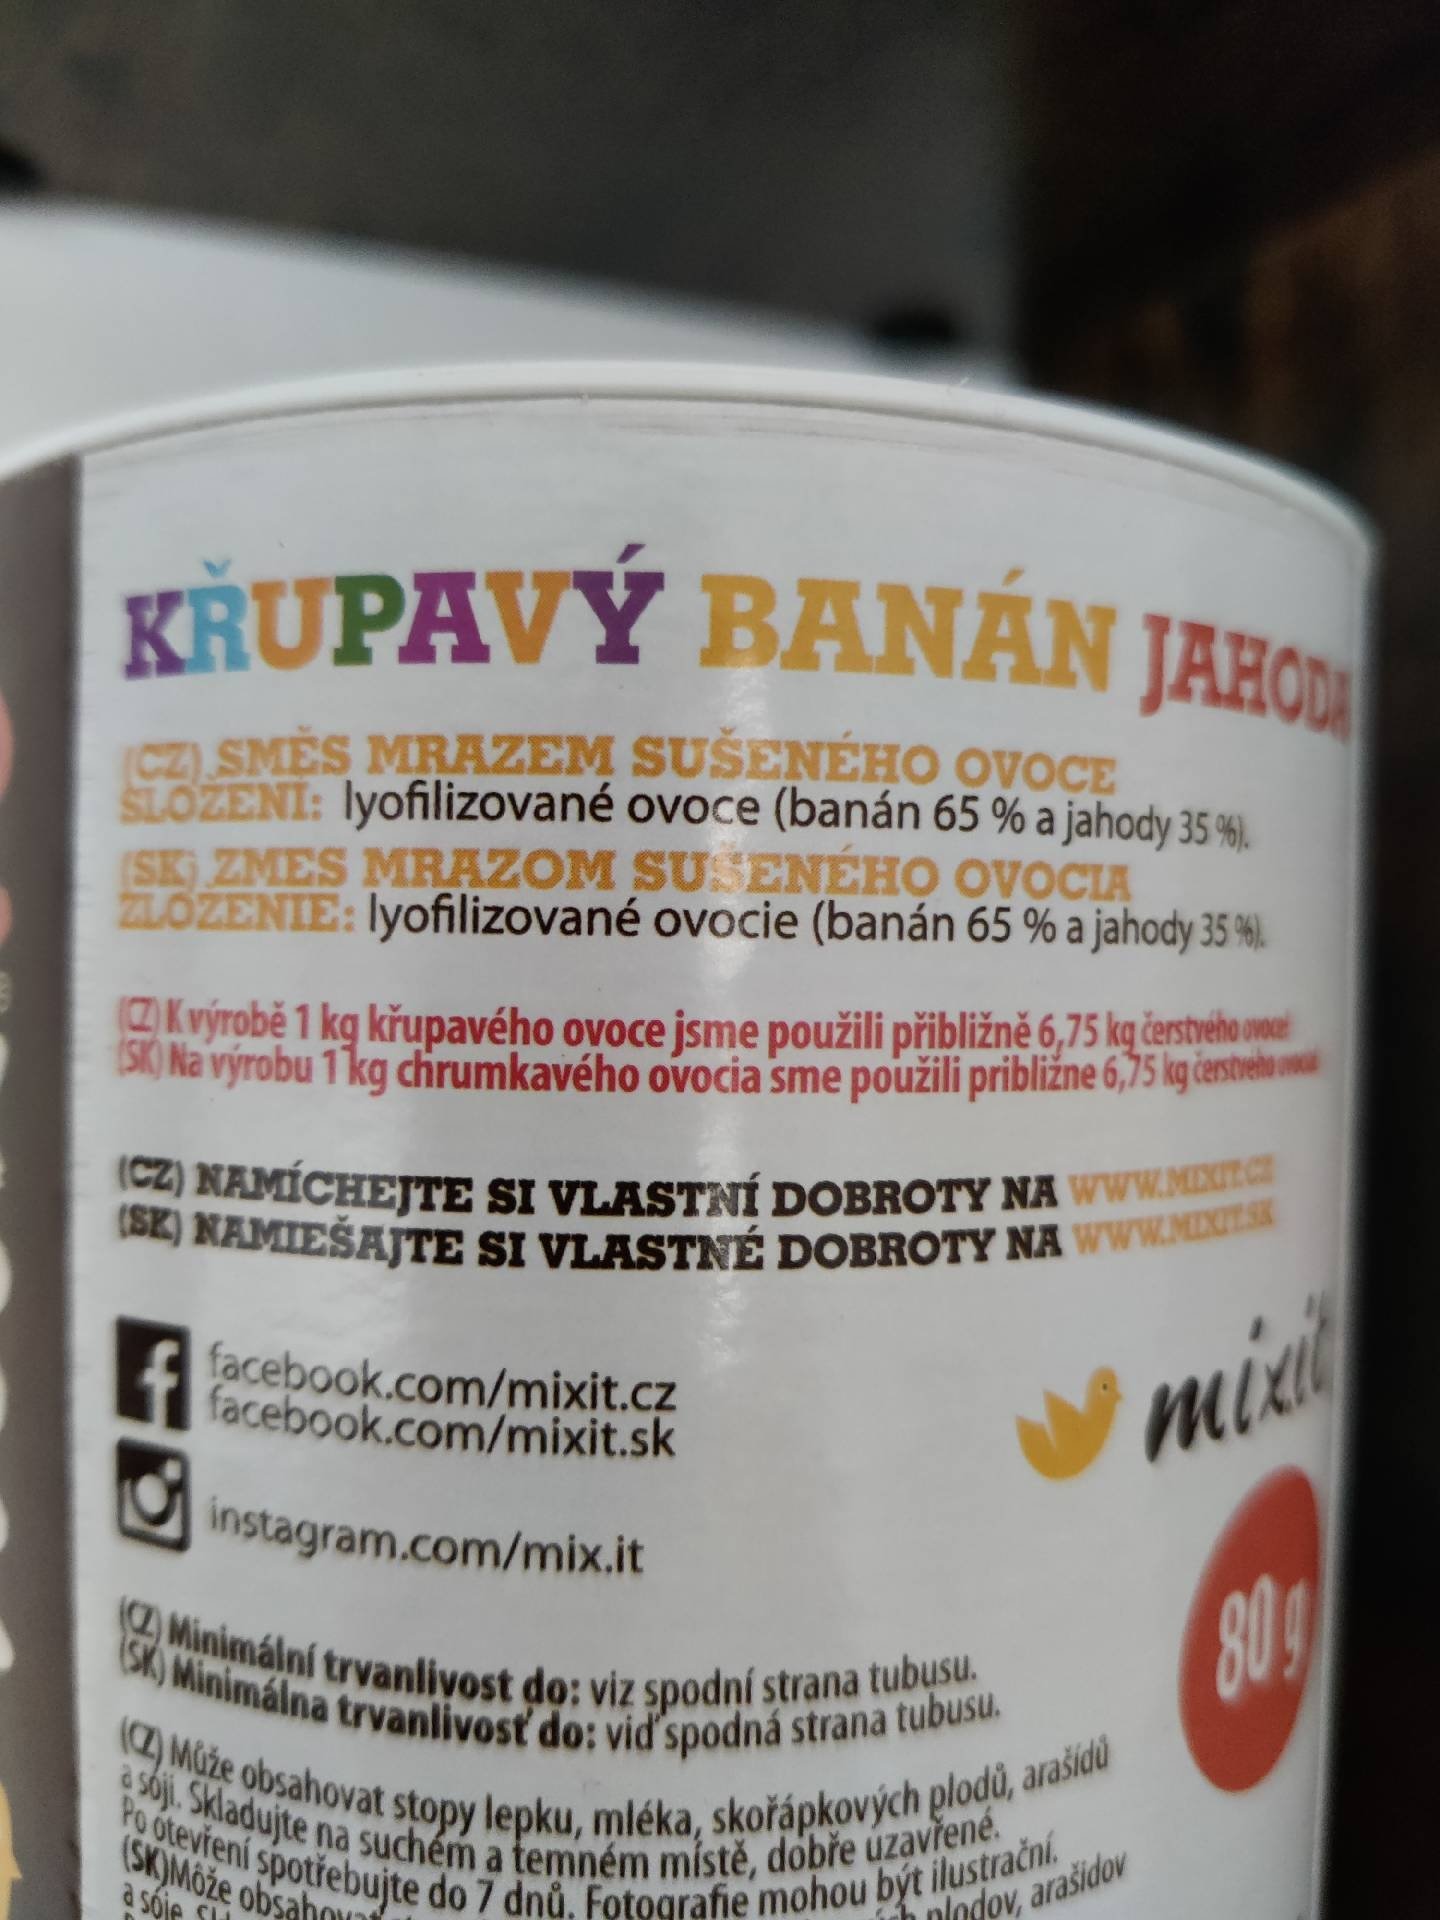 KŘUPAVÝ BANÁN JAHODA
(CZ) SMĚS MRAZEM SUŠENÉHO OVOCE
SLOŽENÍ: lyofilizované ovoce (banán 65 % a jahody 35 %).
(SK) ZMES MRAZOM SUŠENÉHO OVOCIA
ZLOŽENIE: lyofilizované ovocie (banán 65 % a jahody 35 %).
(CZ) K výrobě 1 kg křupavého ovoce jsme použili přibližně 6,75 kg čerstvého ovoce!
(SK) Na výrobu 1 kg chrumkavého ovocia sme použili približne 6,75 kg čerstvého ovocia!
(CZ) NAMÍCHEJTE SI VLASTNÍ DOBROTY NA WWW.MIXIT.CZ
(SK) NAMIEŠAJTE SI VLASTNÉ DOBROTY NA WWW.MIXIT.SK
facebook.com/mixit.cz
facebook.com/mixit.sk
mixit
instagram.com/mix.it
80 g
(CZ) Minimální trvanlivost do: viz spodní strana tubusu.
(SK) Minimálna trvanlivosť do: viď spodná strana tubusu.
(CZ) Může obsahovat stopy lepku, mléka, skořápkových plodů, arašídů
a sóji. Skladujte na suchém a temném místě, dobře uzavřené.
Po otevření spotřebujte do 7 dnů. Fotografie mohou být ilustrační.
(SK)Môže plodov, arašidov
a sóje.